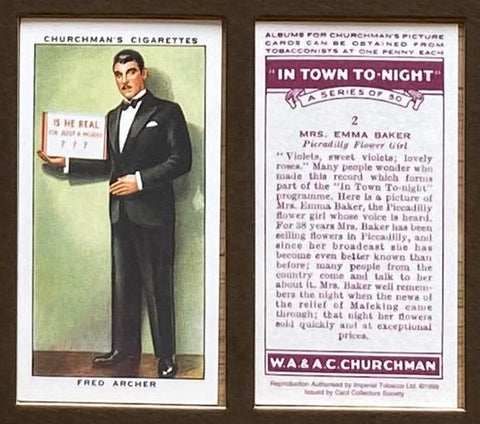 CHURCHMAN'S CIGARETTES
IS HE REAL
OR JUST A MODEL
? ? ?
FRED ARCHER
ALBUMS FOR CHURCHMAN'S PICTURE
CARDS CAN BE OBTAINED FROM
TOBACCONISTS AT ONE PENNY EACH
"IN TOWN TO-NIGHT"
A SERIES OF 50
2
MRS. EMMA BAKER
Piccadilly Flower Girl
"Violets, sweet violets; lovely
roses." Many people wonder who
made this record which forms
part of the "In Town To-night"
programme. Here is a picture of
Mrs. Emma Baker, the Piccadilly
flower girl whose voice is heard.
For 38 years Mrs. Baker has been
selling flowers in Piccadilly, and
since her broadcast she has
become even better known than
before; many people from the
country come and talk to her
about it. Mrs. Baker well remem-
bers the night when the news of
the relief of Mafeking came
through; that night her flowers
sold quickly and at exceptional
prices.
W.A.& A.C. CHURCHMAN
Reproduction Authorised by Imperial Tobacco Ltd. ©1999
Issued by Card Collectors Society